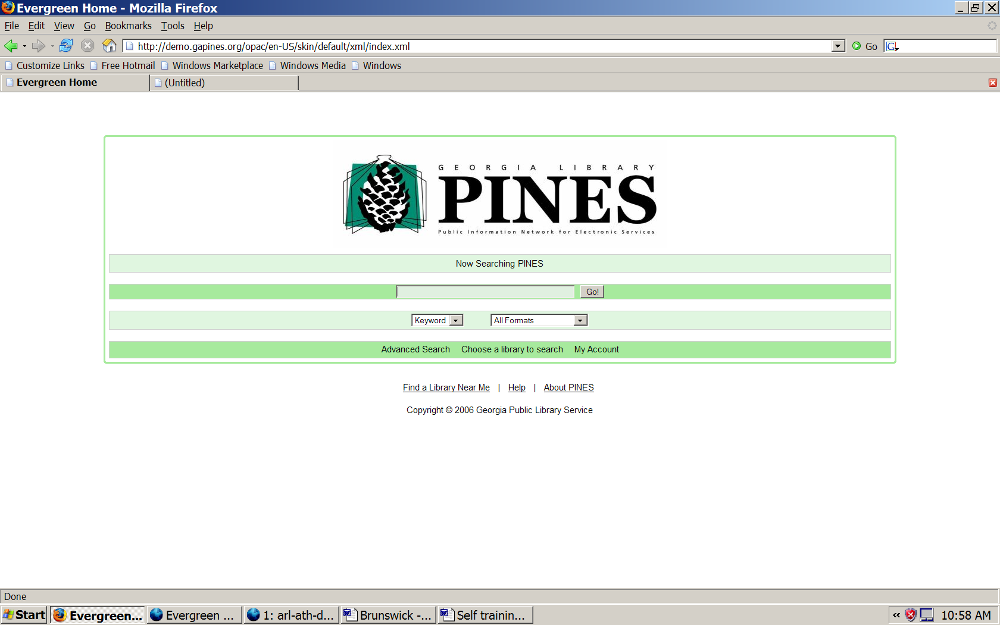 Evergreen Home - Mozilla Firefox
File Edit View Go Bookmarks Tools Help
http://demo.gapines.org/opac/en-US/skin/default/xml/index.xml Go G
Customize Links Free Hotmail Windows Marketplace Windows Media Windows
Evergreen Home (Untitled)
GEORGIA LIBRARY
PINES
Public Information Network for Electronic Services
Now Searching PINES
Go!
Keyword All Formats
Advanced Search Choose a library to search My Account
Find a Library Near Me | Help | About PINES
Copyright © 2006 Georgia Public Library Service
Done
Start Evergreen... Evergreen ... 1: arl-ath-d... Brunswick -... Self trainin... « 10:58 AM